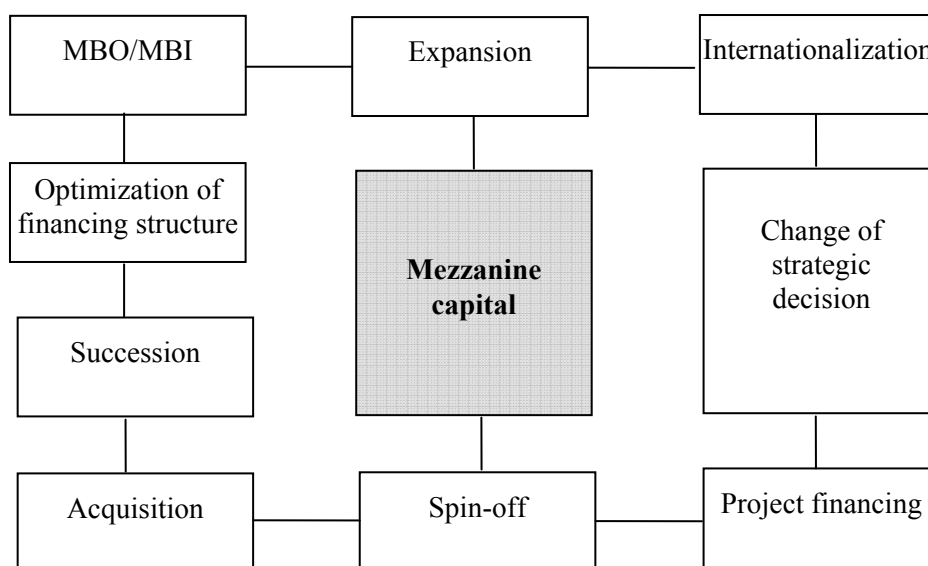 MBO/MBI
Expansion
Internationalization
Optimization of
financing structure
Mezzanine
capital
Change of
strategic
decision
Succession
Acquisition
Spin-off
Project financing